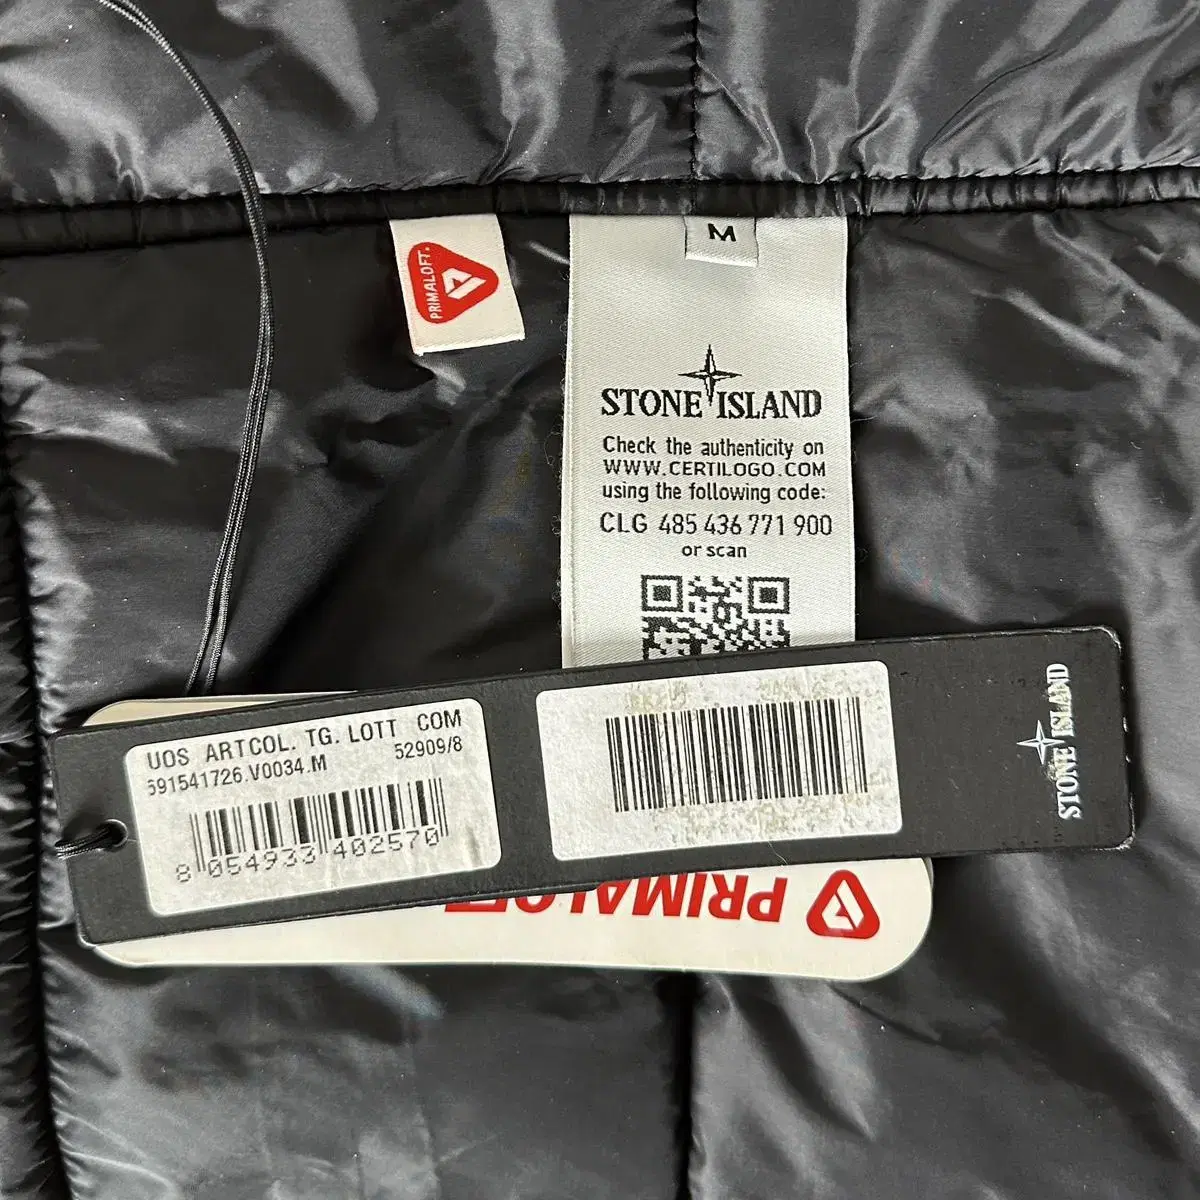 PRIMALOFT.
M
STONE ISLAND
Check the authenticity on
WWW.CERTILOGO.COM
using the following code:
CLG 485 436 771 900
or scan
UOS ARTCOL. TG. LOTT COM
591541726.V0034.M 52909/8
8 054933 402570
STONE ISLAND
PRIMALOFT